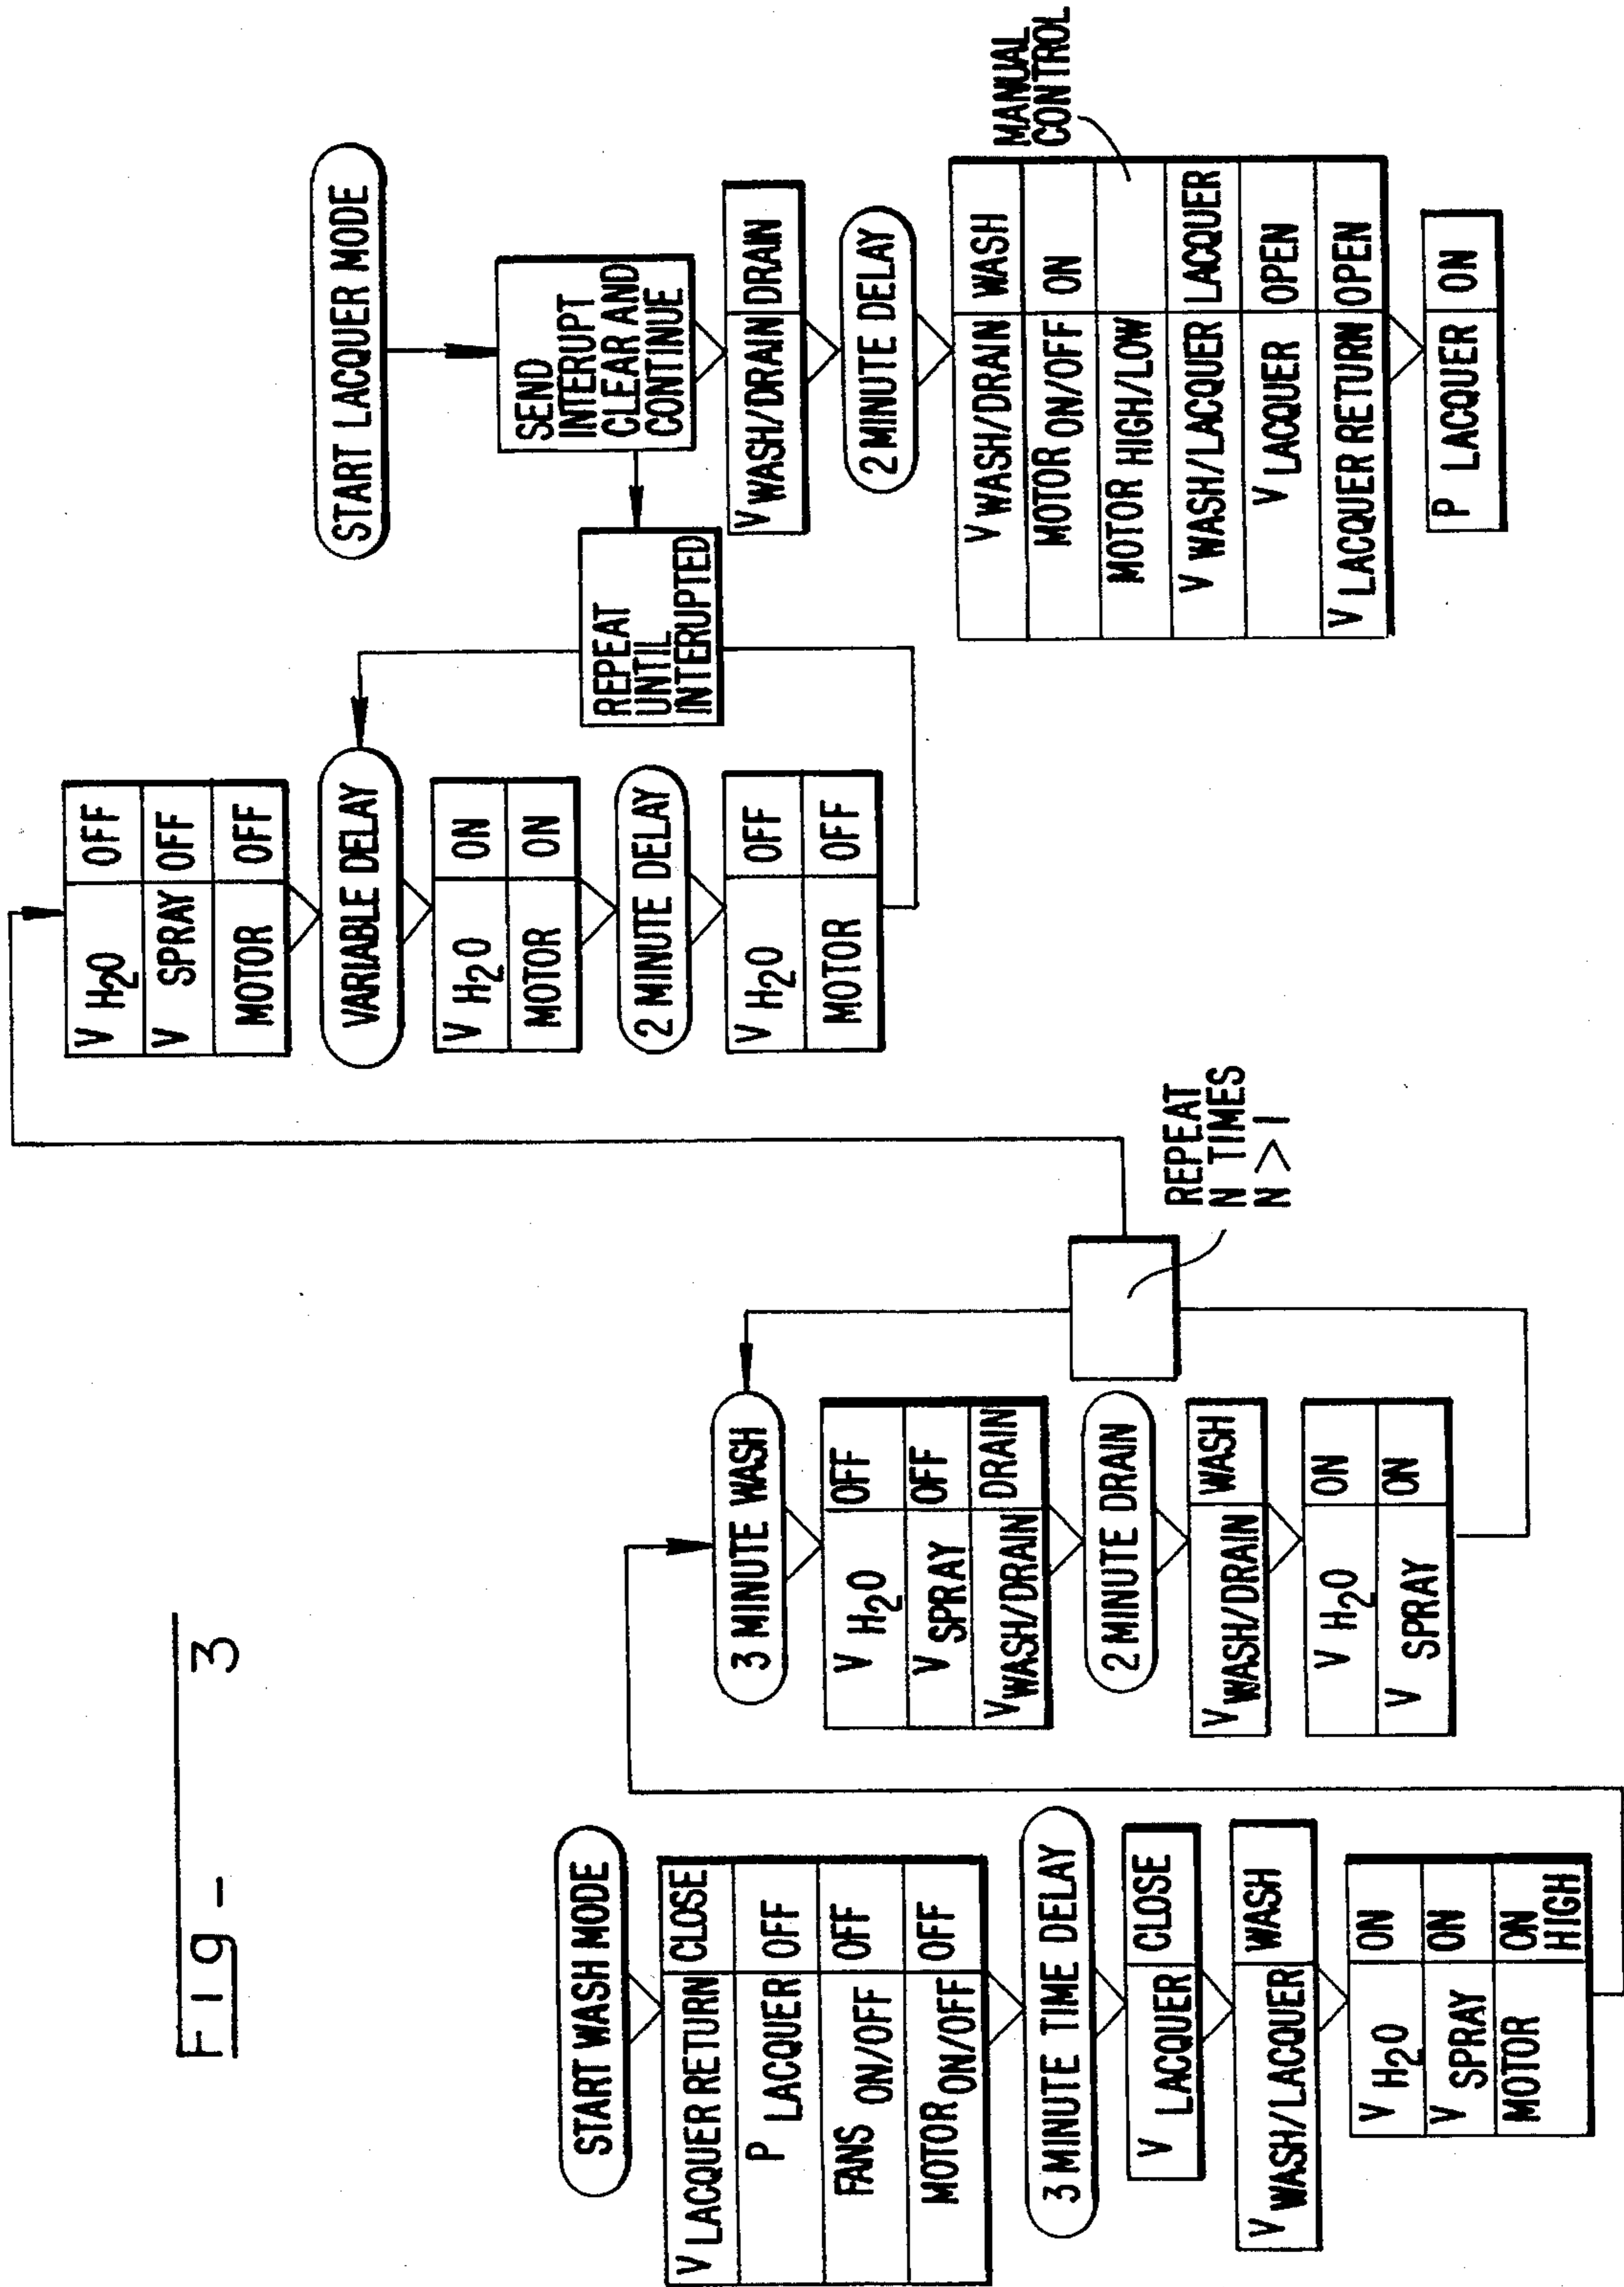 Fig - 3
START WASH MODE
V LACQUER RETURN CLOSE
P LACQUER OFF
FANS ON/OFF OFF
MOTOR ON/OFF OFF
3 MINUTE TIME DELAY
V LACQUER CLOSE
V WASH/LACQUER WASH
V H2O ON
V SPRAY ON
MOTOR ON HIGH
3 MINUTE WASH
V H2O OFF
V SPRAY OFF
V WASH/DRAIN DRAIN
2 MINUTE DRAIN
V WASH/DRAIN WASH
V H2O ON
V SPRAY ON
REPEAT
N TIMES
N > 1
V H2O OFF
V SPRAY OFF
MOTOR OFF
VARIABLE DELAY
V H2O ON
MOTOR ON
2 MINUTE DELAY
V H2O OFF
MOTOR OFF
REPEAT
UNTIL
INTERUPTED
START LACQUER MODE
SEND
INTERUPT
CLEAR AND
CONTINUE
V WASH/DRAIN DRAIN
2 MINUTE DELAY
V WASH/DRAIN WASH
MOTOR ON/OFF ON
MOTOR HIGH/LOW
V WASH/LACQUER LACQUER
V LACQUER OPEN
V LACQUER RETURN OPEN
MANUAL
CONTROL
P LACQUER ON